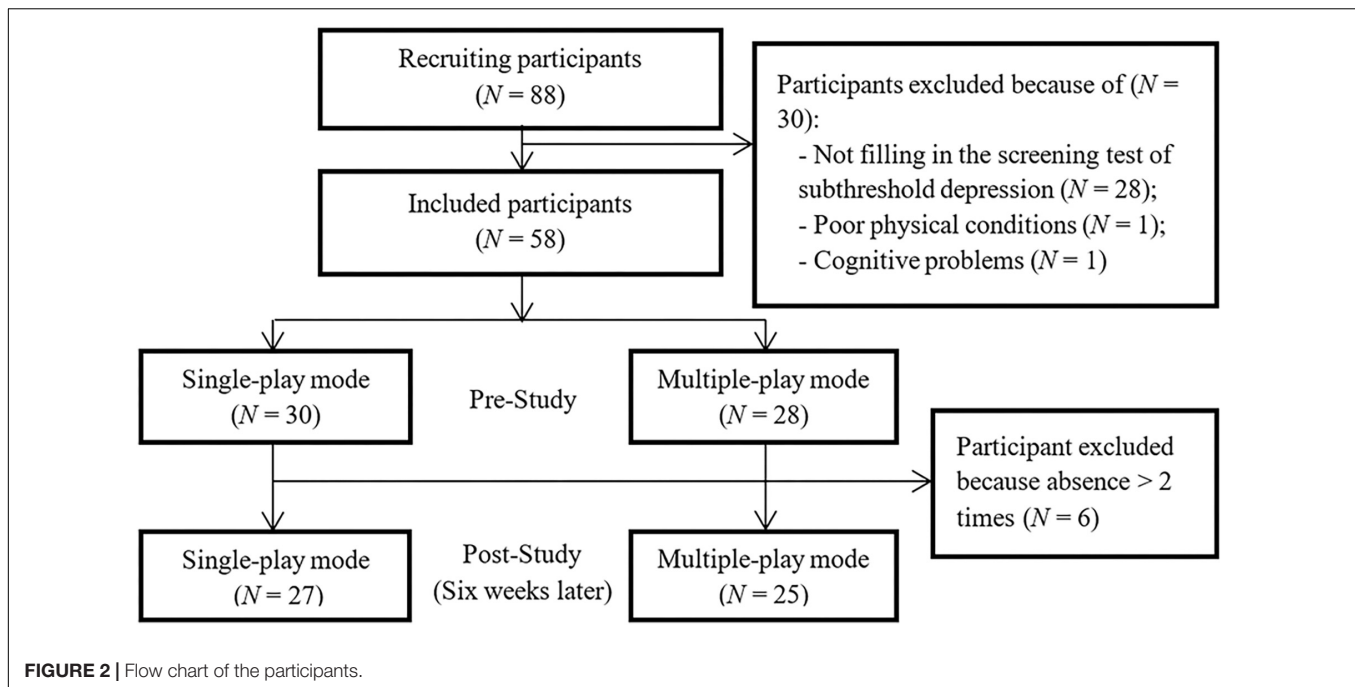 Recruiting participants
(N = 88)
Participants excluded because of (N =
30):
- Not filling in the screening test of
subthreshold depression (N = 28);
- Poor physical conditions (N = 1);
- Cognitive problems (N = 1)
Included participants
(N = 58)
Single-play mode
(N = 30)
Pre-Study
Multiple-play mode
(N = 28)
Participant excluded
because absence > 2
times (N = 6)
Single-play mode
(N = 27)
Post-Study
(Six weeks later)
Multiple-play mode
(N = 25)
FIGURE 2 | Flow chart of the participants.